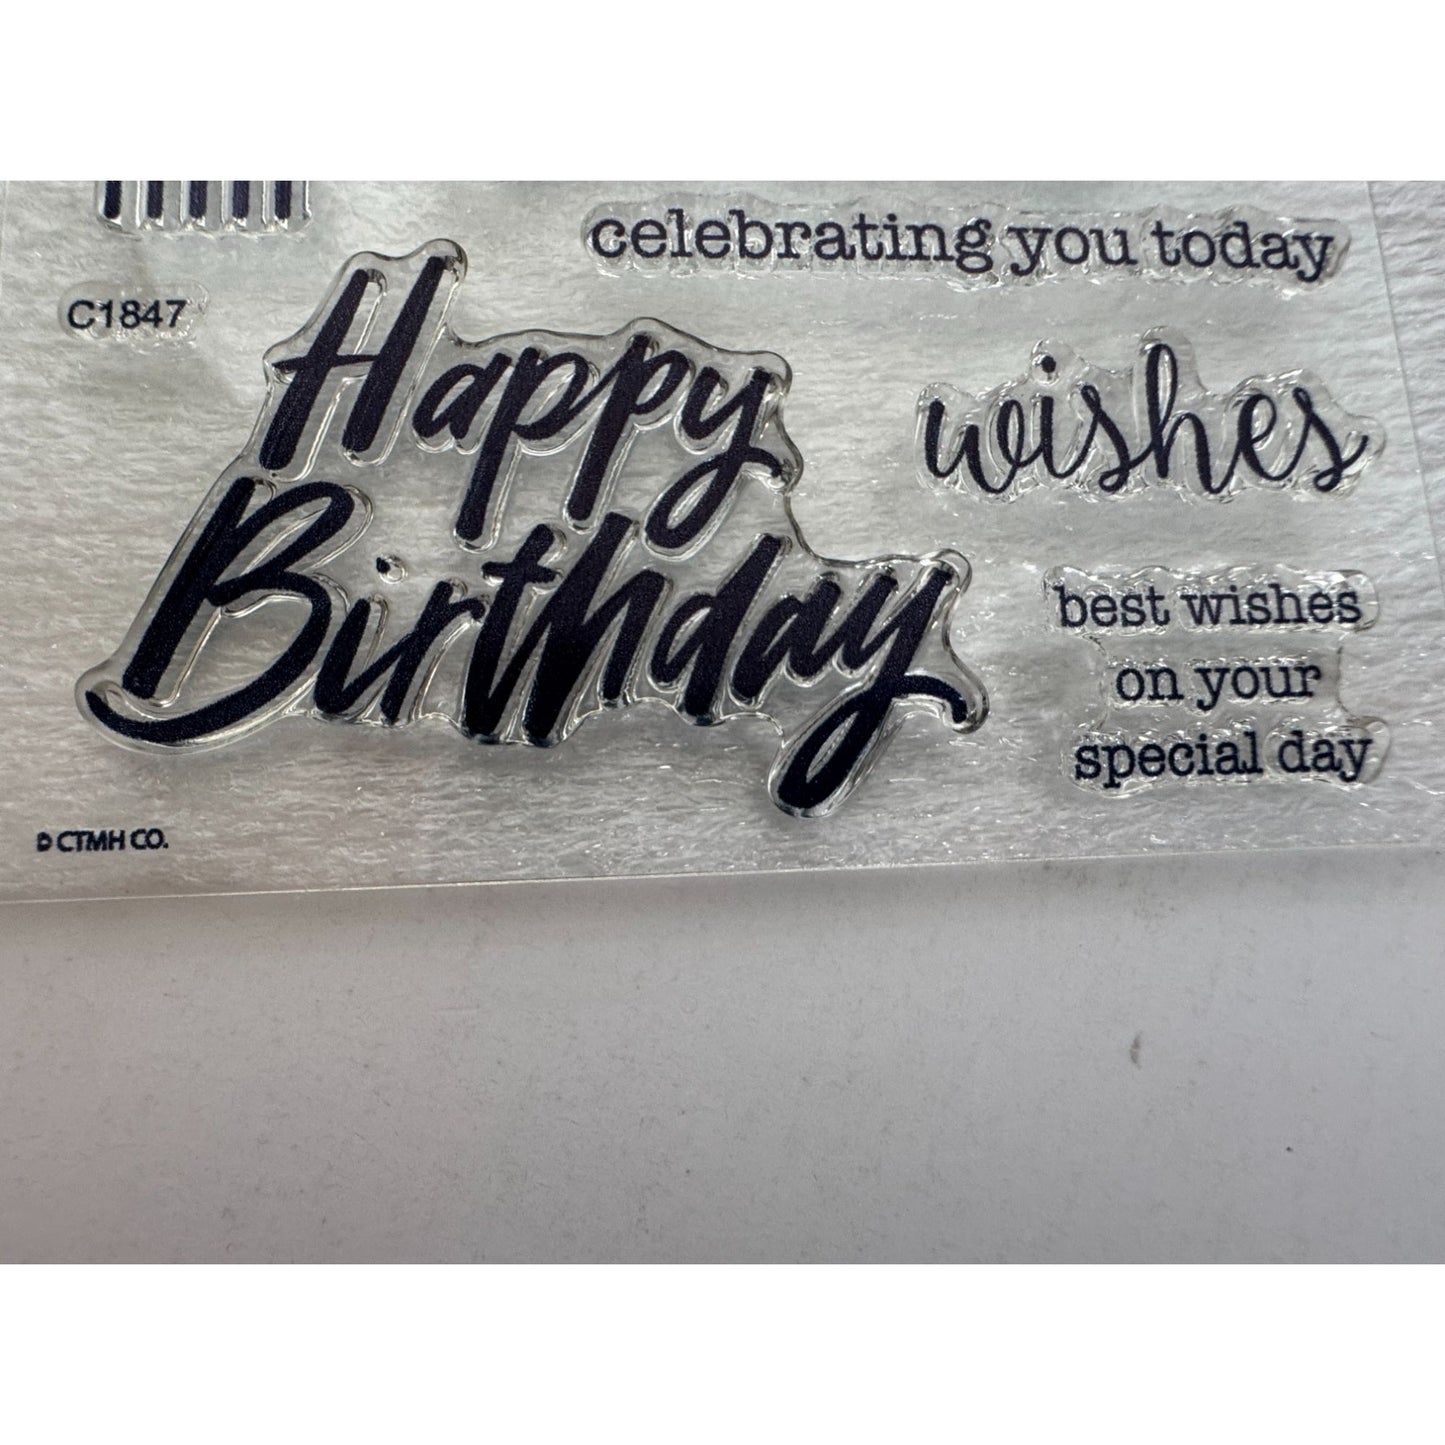 celebrating you today
C1847
Happy
Birthday
wishes
best wishes
on your
special day
© CTMH CO.